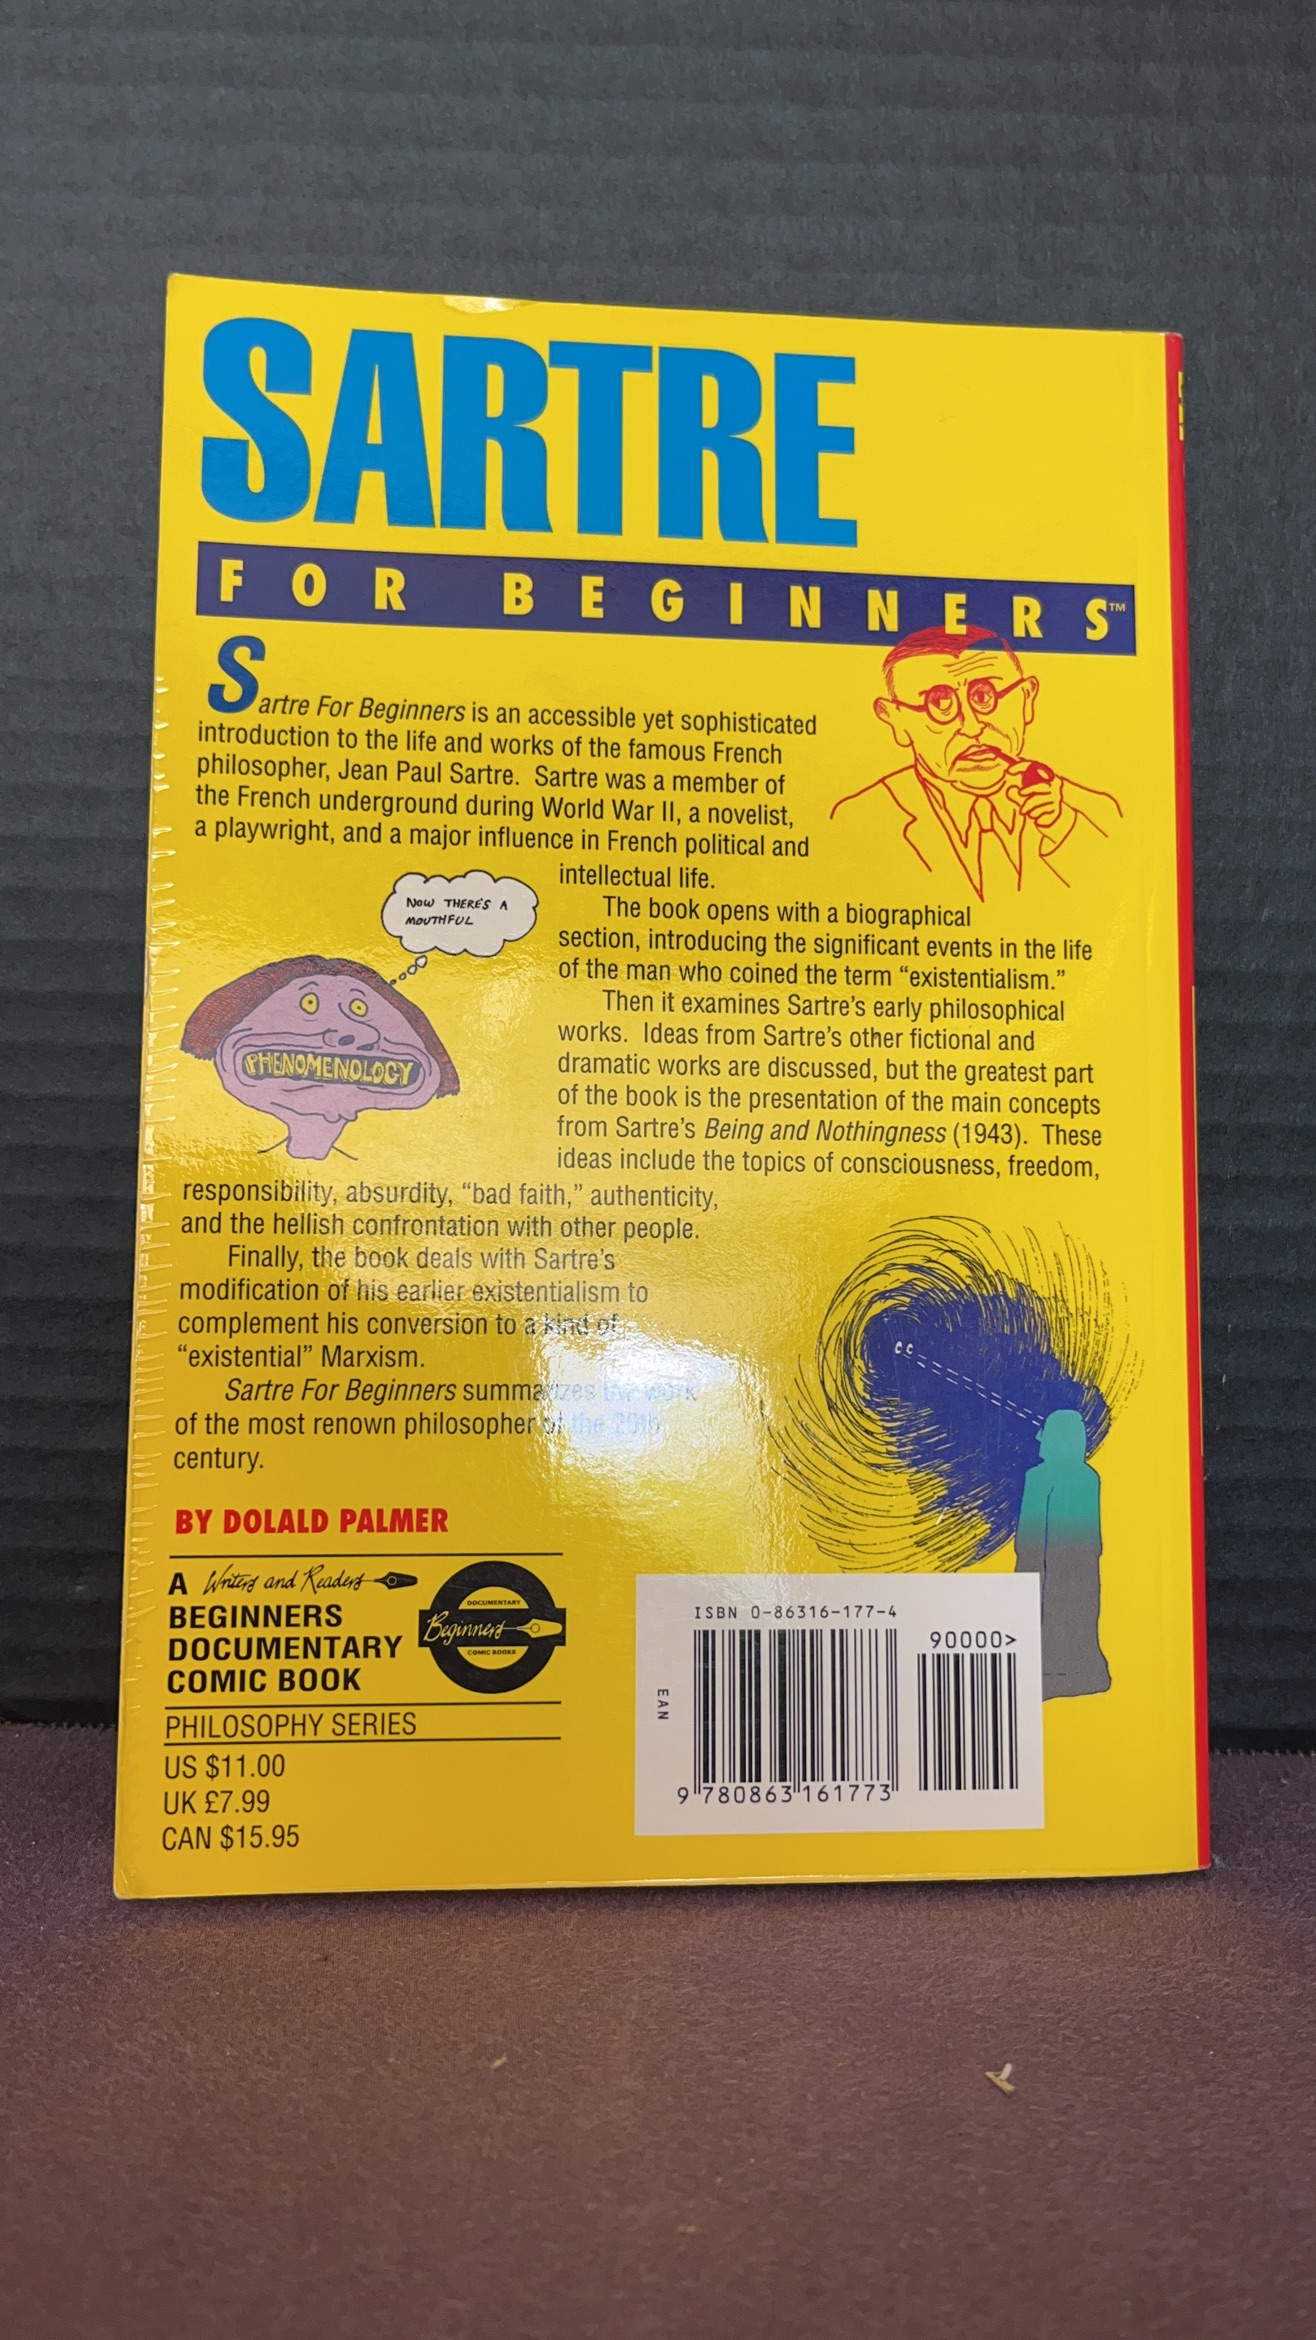 SARTRE
FOR BEGINNERS™
Sartre For Beginners is an accessible yet sophisticated
introduction to the life and works of the famous French
philosopher, Jean Paul Sartre. Sartre was a member of
the French underground during World War II, a novelist,
a playwright, and a major influence in French political and
intellectual life.
The book opens with a biographical
section, introducing the significant events in the life
of the man who coined the term “existentialism.”
Then it examines Sartre’s early philosophical
works. Ideas from Sartre’s other fictional and
dramatic works are discussed, but the greatest part
of the book is the presentation of the main concepts
from Sartre’s Being and Nothingness (1943). These
ideas include the topics of consciousness, freedom,
responsibility, absurdity, “bad faith,” authenticity,
and the hellish confrontation with other people.
Finally, the book deals with Sartre’s
modification of his earlier existentialism to
complement his conversion to a kind of
“existential” Marxism.
Sartre For Beginners summarizes the work
of the most renown philosopher of the 20th
century.
NOW THERE'S A
MOUTHFUL
PHENOMENOLOGY
BY DOLALD PALMER
A Writers and Readers
BEGINNERS
DOCUMENTARY
COMIC BOOK
DOCUMENTARY
Beginners
COMIC BOOKS
PHILOSOPHY SERIES
US $11.00
UK £7.99
CAN $15.95
ISBN 0-86316-177-4
90000>
EAN
9 780863 161773